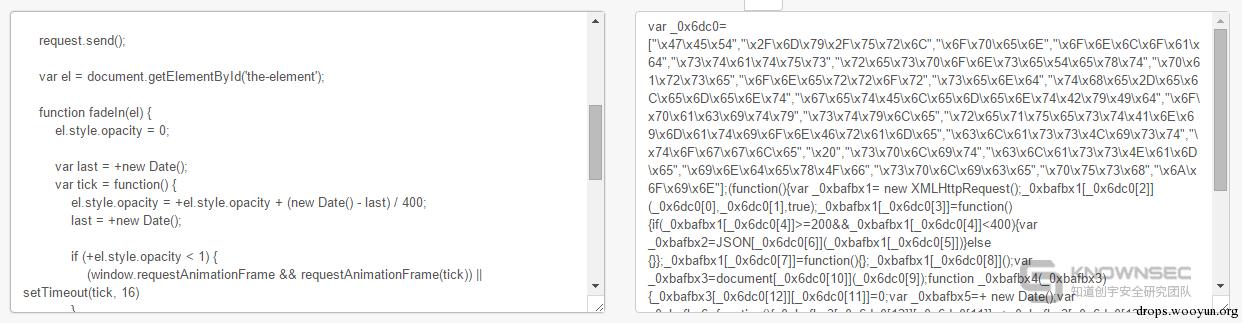 request.send();
var el = document.getElementById('the-element');
function fadeIn(el) {
el.style.opacity = 0;
var last = +new Date();
var tick = function() {
el.style.opacity = +el.style.opacity + (new Date() - last) / 400;
last = +new Date();
if (+el.style.opacity < 1) {
(window.requestAnimationFrame && requestAnimationFrame(tick)) ||
setTimeout(tick, 16)
}
var _0x6dc0=
["\x47\x45\x54","\x2F\x6D\x79\x2F\x75\x72\x6C","\x6F\x70\x65\x6E","\x6F\x6E\x6C\x6F\x61\x
64","\x73\x74\x61\x74\x75\x73","\x72\x65\x73\x70\x6F\x6E\x73\x65\x54\x65\x78\x74","\x70\x6
1\x72\x73\x65","\x6F\x6E\x65\x72\x72\x6F\x72","\x73\x65\x6E\x64","\x74\x68\x65\x2D\x65\x6
C\x65\x6D\x65\x6E\x74","\x67\x65\x74\x45\x6C\x65\x6D\x65\x6E\x74\x42\x79\x49\x64","\x6F\
x70\x61\x63\x69\x74\x79","\x73\x74\x79\x6C\x65","\x72\x65\x71\x75\x65\x73\x74\x41\x6E\x6
9\x6D\x61\x74\x69\x6F\x6E\x46\x72\x61\x6D\x65","\x63\x6C\x61\x73\x73\x4C\x69\x73\x74","\
x74\x6F\x67\x67\x6C\x65","\x20","\x73\x70\x6C\x69\x74","\x63\x6C\x61\x73\x73\x4E\x61\x6D
\x65","\x69\x6E\x64\x65\x78\x4F\x66","\x73\x70\x6C\x69\x63\x65","\x70\x75\x73\x68","\x6A\x
6F\x69\x6E"];(function(){var _0xbafbx1= new XMLHttpRequest();_0xbafbx1[_0x6dc0[2]]
(_0x6dc0[0],_0x6dc0[1],true);_0xbafbx1[_0x6dc0[3]]=function()
{if(_0xbafbx1[_0x6dc0[4]]>=200&&_0xbafbx1[_0x6dc0[4]]<400){var
_0xbafbx2=JSON[_0x6dc0[6]](_0xbafbx1[_0x6dc0[5]])}else
{}};_0xbafbx1[_0x6dc0[7]]=function(){};_0xbafbx1[_0x6dc0[8]]();var
_0xbafbx3=document[_0x6dc0[10]](_0x6dc0[9]);function _0xbafbx4(_0xbafbx3)
{_0xbafbx3[_0x6dc0[12]][_0x6dc0[11]]=0;var _0xbafbx5=+ new Date();var
KNOWNSEC
知道创宇安全研究团队
drops.wooyun.org